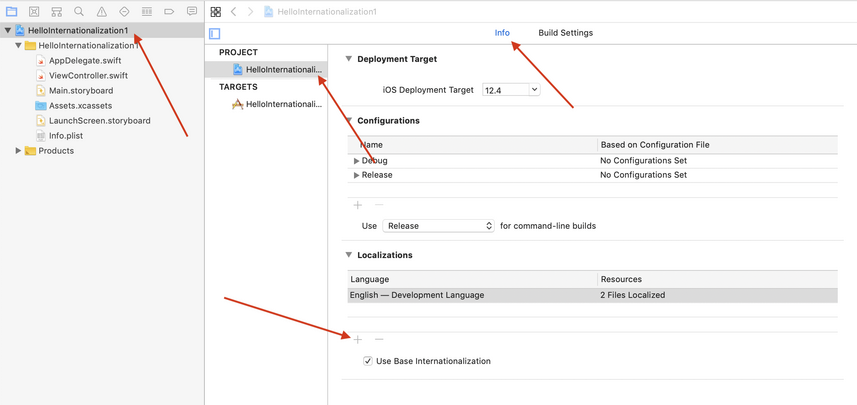 HelloInternationalization1
HelloInternationalization1
HelloInternationalization1
AppDelegate.swift
ViewController.swift
Main.storyboard
Assets.xcassets
LaunchScreen.storyboard
Info.plist
Products
Info Build Settings
PROJECT
HelloInternationali...
TARGETS
HelloInternationali...
Deployment Target
iOS Deployment Target 12.4
Configurations
Name Based on Configuration File
Debug No Configurations Set
Release No Configurations Set
Use Release for command-line builds
Localizations
Language Resources
English — Development Language 2 Files Localized
Use Base Internationalization